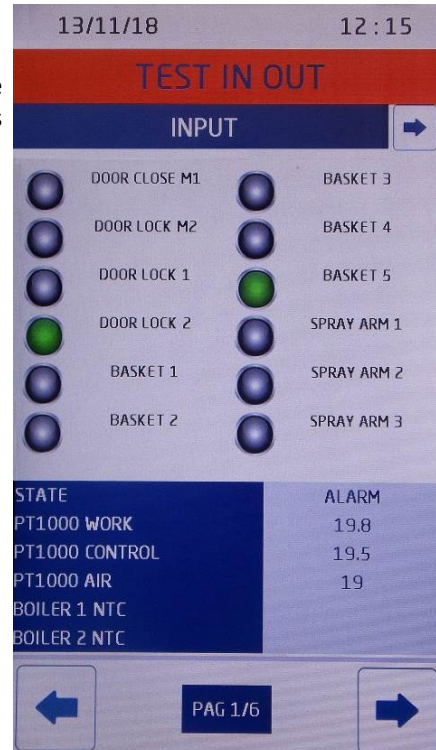 13/11/18 12:15
TEST IN OUT
INPUT
DOOR CLOSE M1 BASKET 3
DOOR LOCK M2 BASKET 4
DOOR LOCK 1 BASKET 5
DOOR LOCK 2 SPRAY ARM 1
BASKET 1 SPRAY ARM 2
BASKET 2 SPRAY ARM 3
STATE ALARM
PT1000 WORK 19.8
PT1000 CONTROL 19.5
PT1000 AIR 19
BOILER 1 NTC
BOILER 2 NTC
PAG 1/6